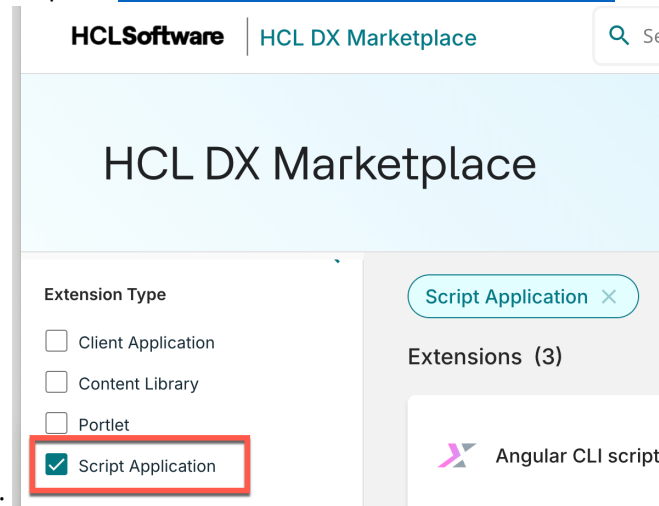 HCLSoftware HCL DX Marketplace
HCL DX Marketplace
Extension Type
Client Application
Content Library
Portlet
Script Application
Script Application ×
Extensions (3)
Angular CLI script